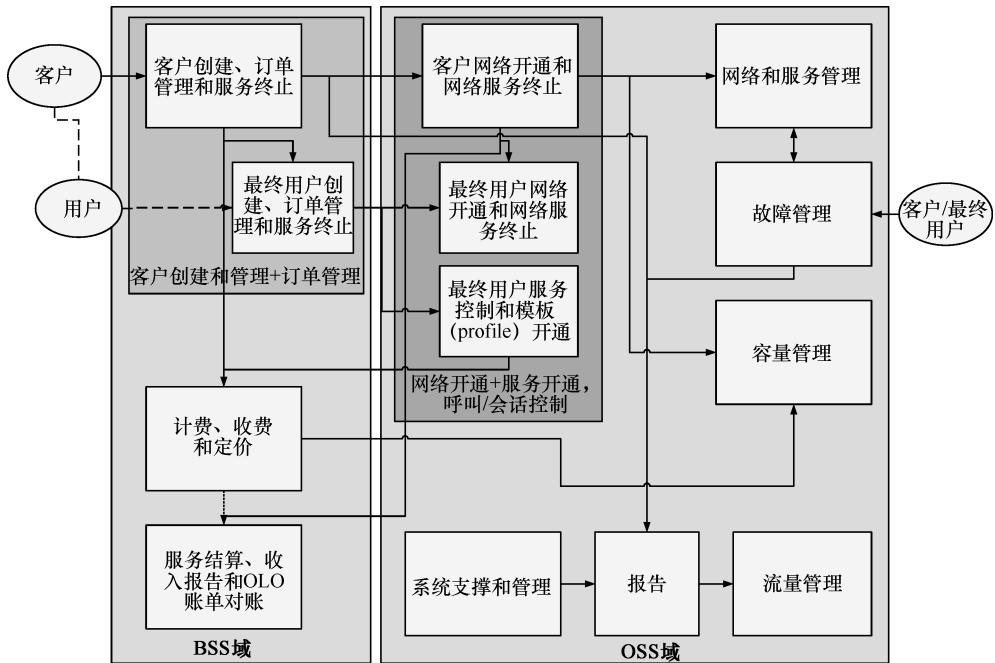 客户
用户
客户创建、订单
管理和服务终止
最终用户创
建、订单管
理和服务终止
客户创建和管理+订单管理
计费、收费
和定价
服务结算、收
入报告和OLO
账单对账
BSS域
客户网络开通和
网络服务终止
最终用户网络
开通和网络服
务终止
最终用户服务
控制和模板
（profile）开通
网络开通+服务开通，
呼叫/会话控制
网络和服务管理
故障管理
客户/最终
用户
容量管理
系统支撑和管理
报告
流量管理
OSS域